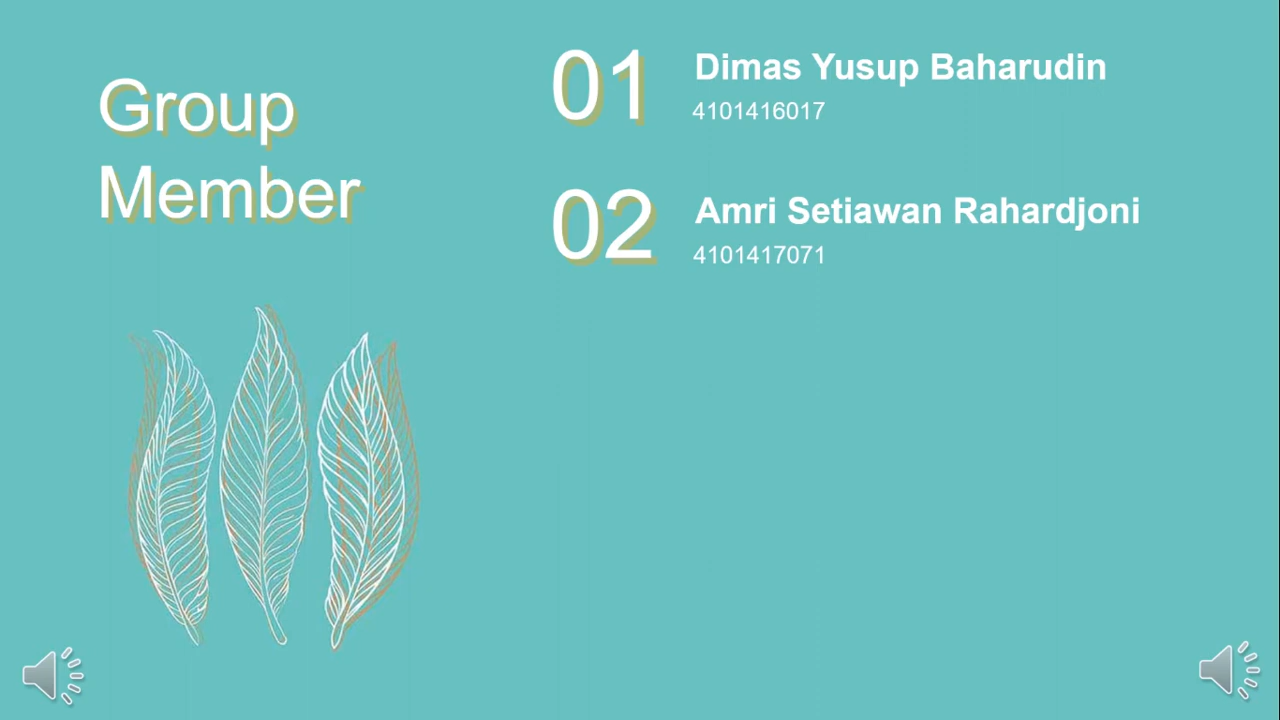 Group
Member
01
Dimas Yusup Baharudin
4101416017
02
Amri Setiawan Rahardjoni
4101417071